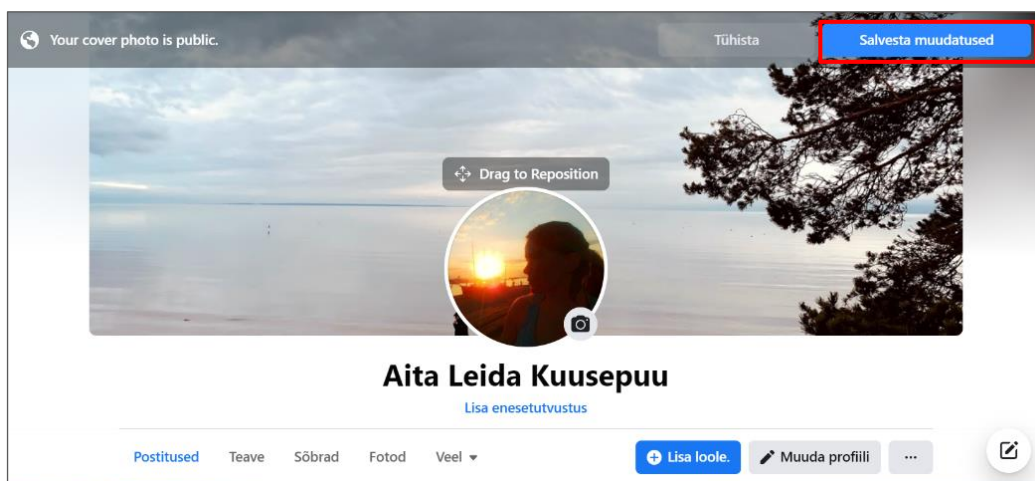 Your cover photo is public.
Tühista
Salvesta muudatused
Drag to Reposition
Aita Leida Kuusepuu
Lisa enesetutvustus
Postitused Teave Sõbrad Fotod Veel
Lisa loole. Muuda profiili ...